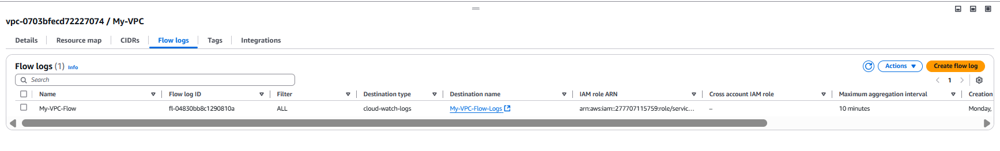 vpc-0703bfecd72227074 / My-VPC
Details Resource map CIDRs Flow logs Tags Integrations
Flow logs (1) Info
Actions Create flow log
Search
1
Name Flow log ID Filter Destination type Destination name IAM role ARN Cross account IAM role Maximum aggregation interval Creation
My-VPC-Flow fl-04830bb8c1290810a ALL cloud-watch-logs My-VPC-Flow-Logs arn:aws:iam::277707115759:role/servic... – 10 minutes Monday,